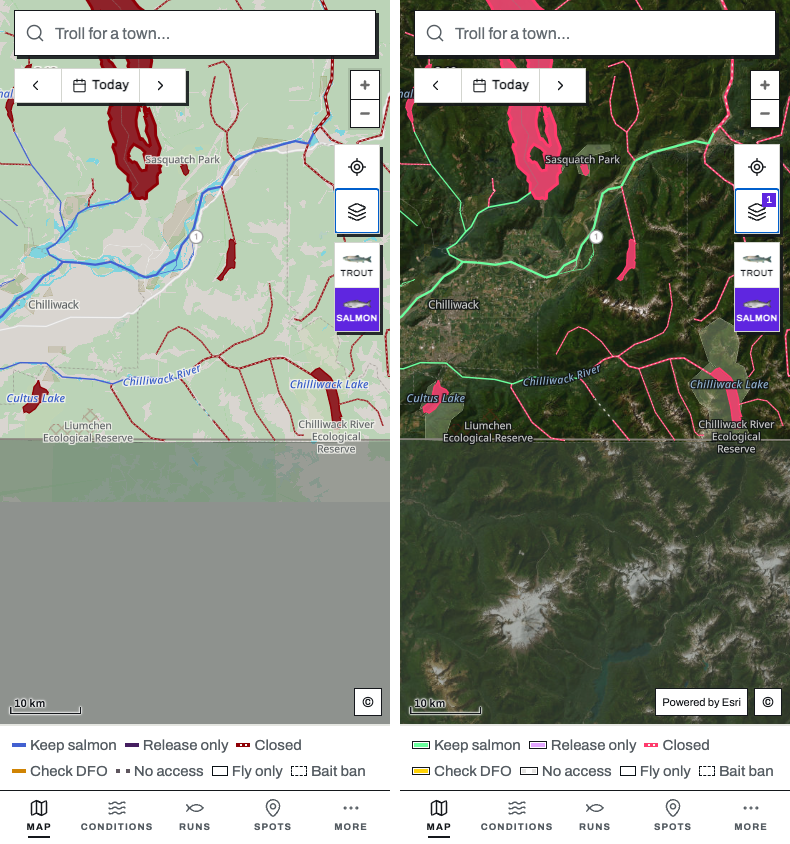 Troll for a town...
Today
+
−
Sasquatch Park
1
TROUT
SALMON
Chilliwack
Chilliwack River
Chilliwack Lake
Cultus Lake
Liumchen
Ecological Reserve
Chilliwack River
Ecological
Reserve
10 km
©
Keep salmon Release only Closed
Check DFO No access Fly only Bait ban
MAP CONDITIONS RUNS SPOTS MORE
Troll for a town...
Today
+
−
Sasquatch Park
1
1
TROUT
SALMON
Chilliwack
Chilliwack River
Chilliwack Lake
Cultus Lake
Liumchen
Ecological Reserve
Chilliwack River
Ecological
Reserve
10 km
Powered by Esri ©
Keep salmon Release only Closed
Check DFO No access Fly only Bait ban
MAP CONDITIONS RUNS SPOTS MORE